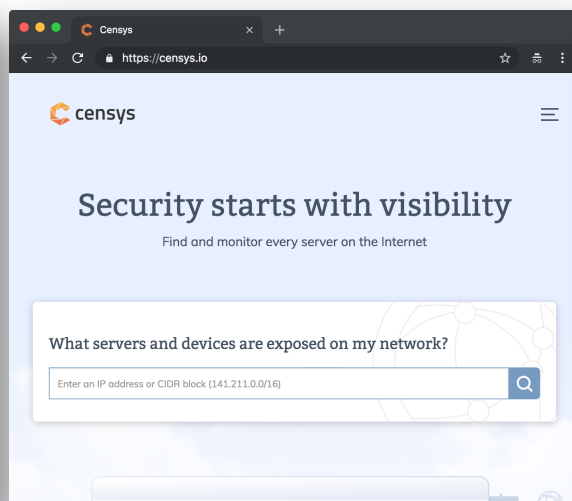 Censys
https://censys.io
censys
Security starts with visibility
Find and monitor every server on the Internet
What servers and devices are exposed on my network?
Enter an IP address or CIDR block (141.211.0.0/16)